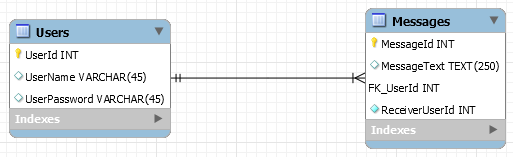 Users
UserId INT
UserName VARCHAR(45)
UserPassword VARCHAR(45)
Indexes
Messages
MessageId INT
MessageText TEXT(250)
FK_UserId INT
ReceiverUserId INT
Indexes